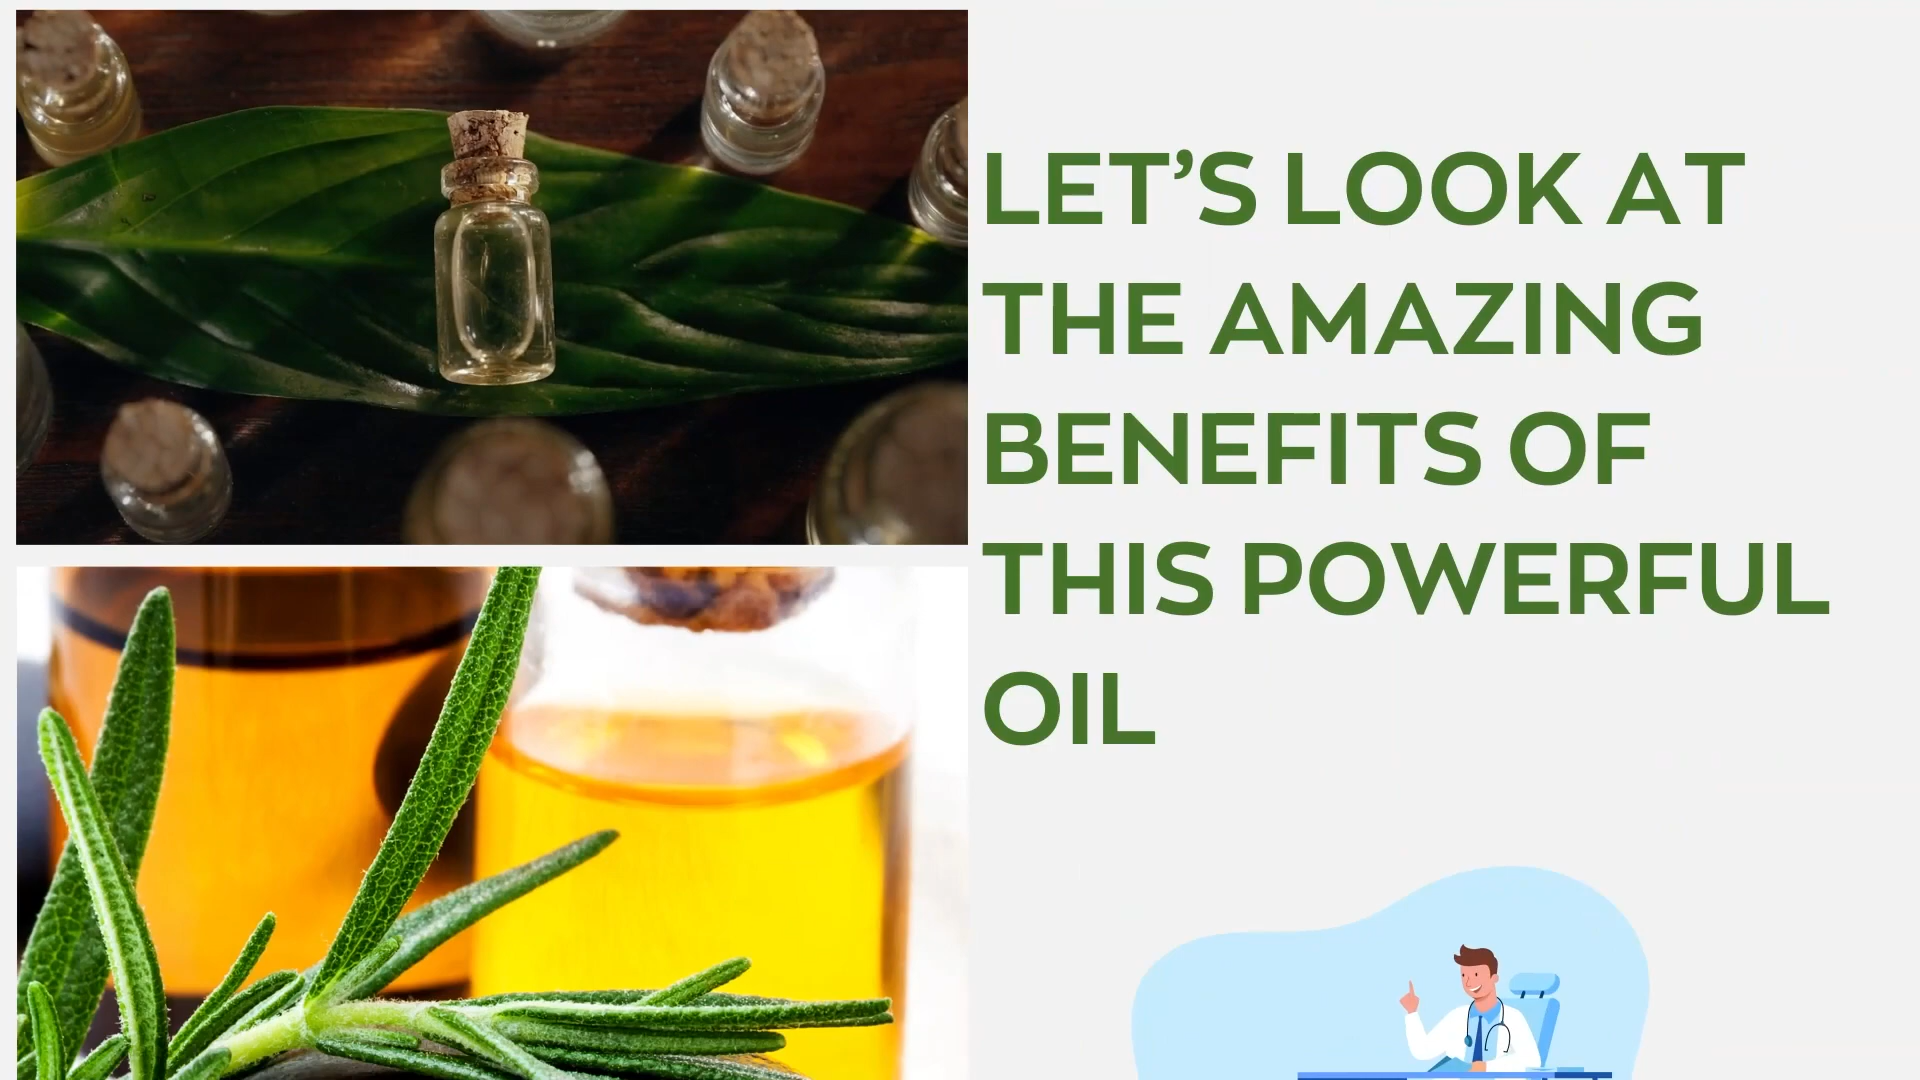 LET’S LOOK AT
THE AMAZING
BENEFITS OF
THIS POWERFUL
OIL